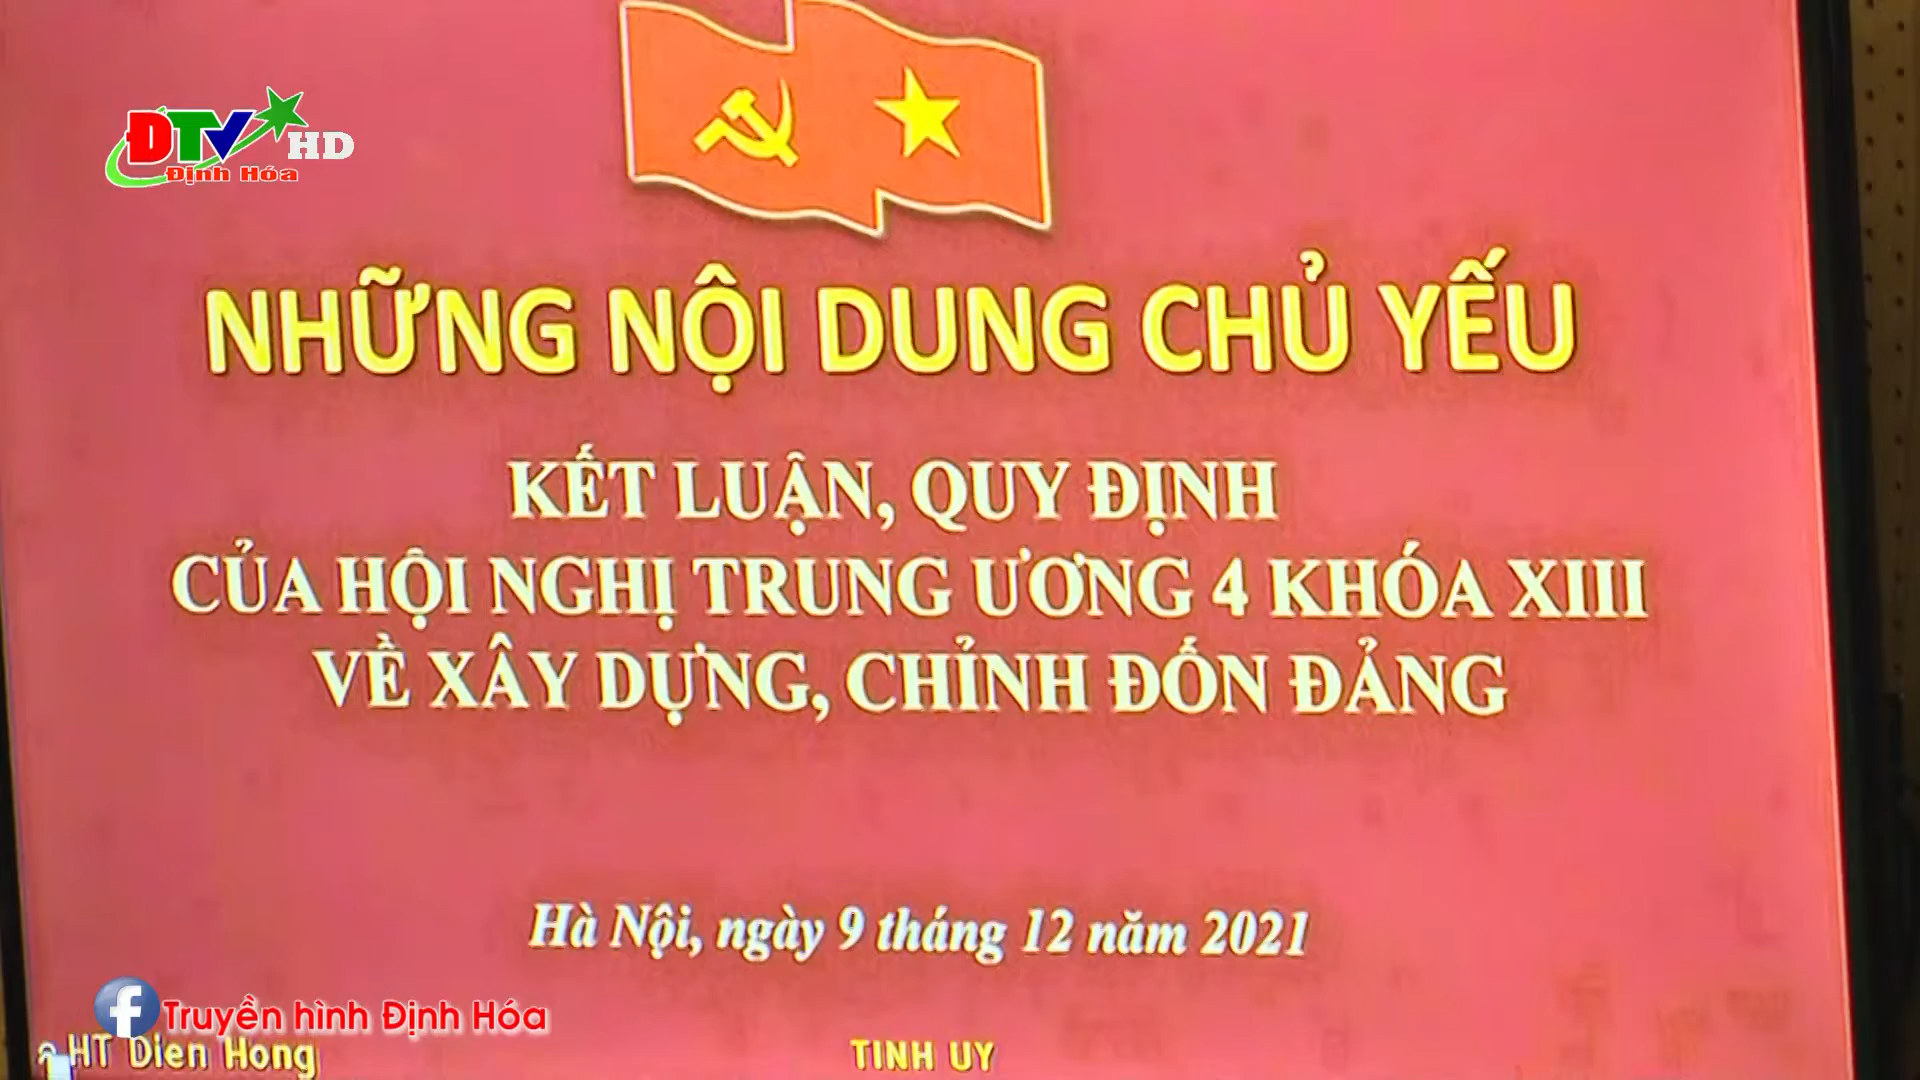 ĐTV HD
Định Hóa
NHỮNG NỘI DUNG CHỦ YẾU
KẾT LUẬN, QUY ĐỊNH
CỦA HỘI NGHỊ TRUNG ƯƠNG 4 KHÓA XIII
VỀ XÂY DỰNG, CHỈNH ĐỐN ĐẢNG
Hà Nội, ngày 9 tháng 12 năm 2021
f Truyền hình Định Hóa
HT Dien Hong
TINH UY